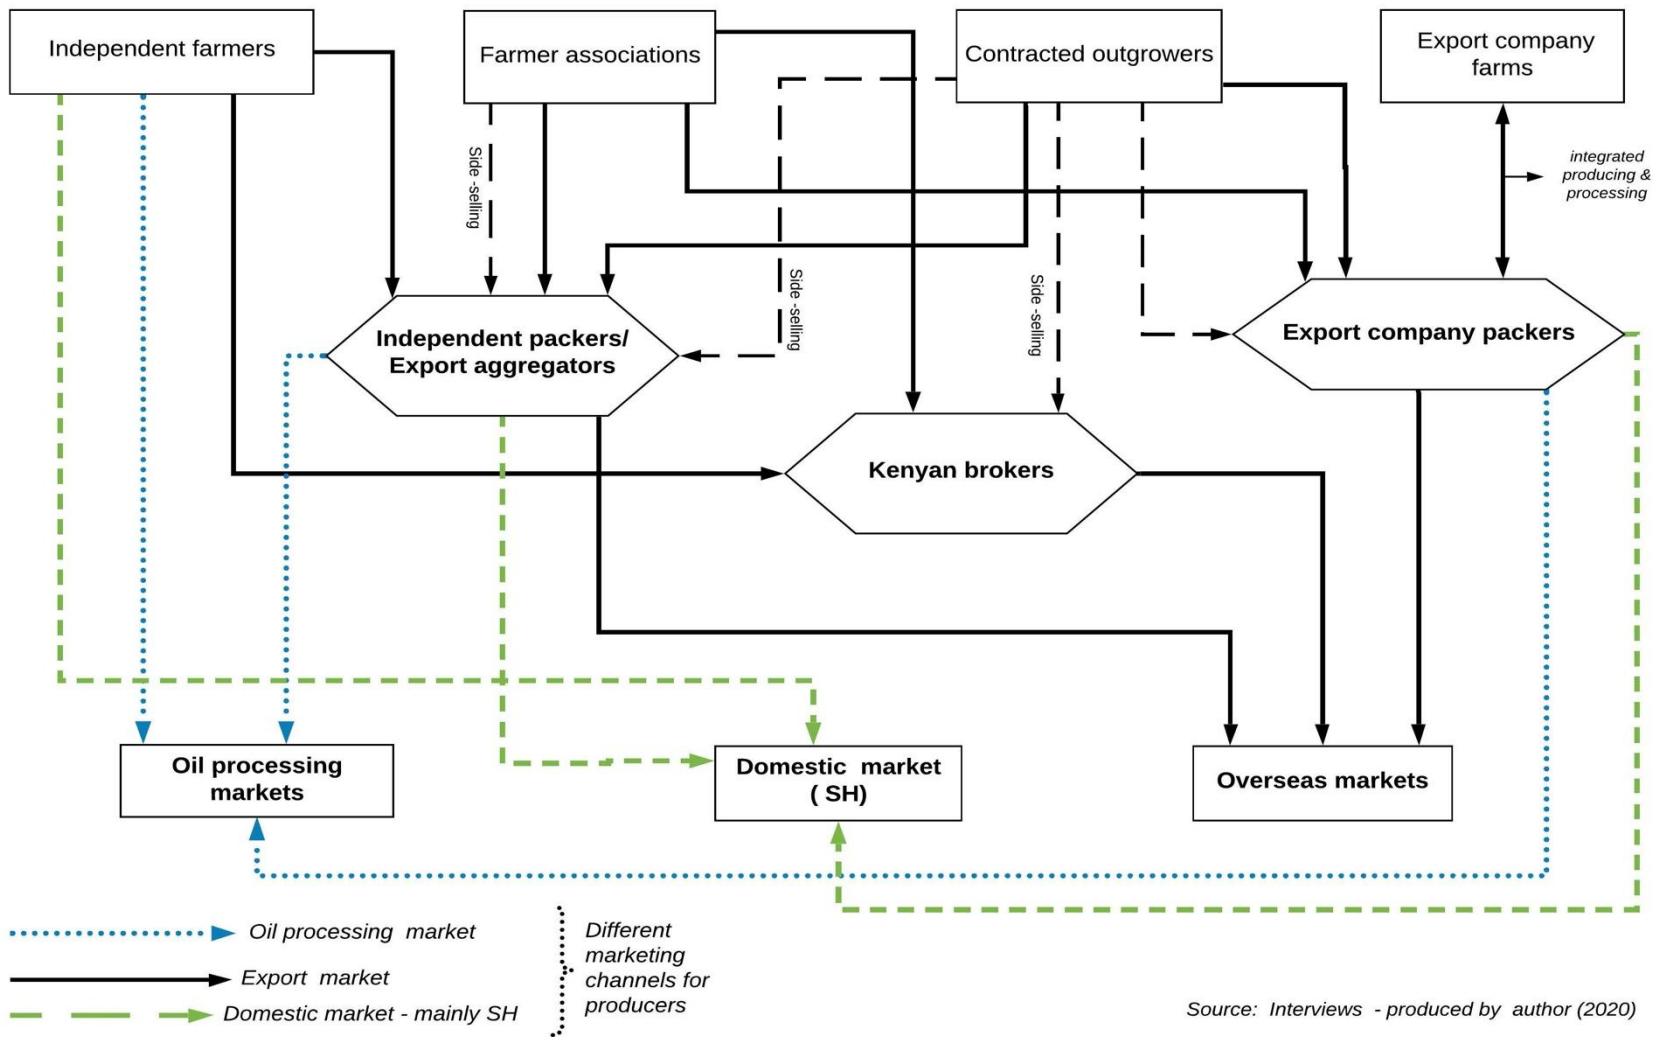 Independent farmers
Farmer associations
Contracted outgrowers
Export company
farms
integrated
producing &
processing
Side -selling
Side -selling
Side -selling
Independent packers/
Export aggregators
Export company packers
Kenyan brokers
Oil processing
markets
Domestic market
( SH)
Overseas markets
Oil processing market
Export market
Domestic market - mainly SH
Different
marketing
channels for
producers
Source: Interviews - produced by author (2020)